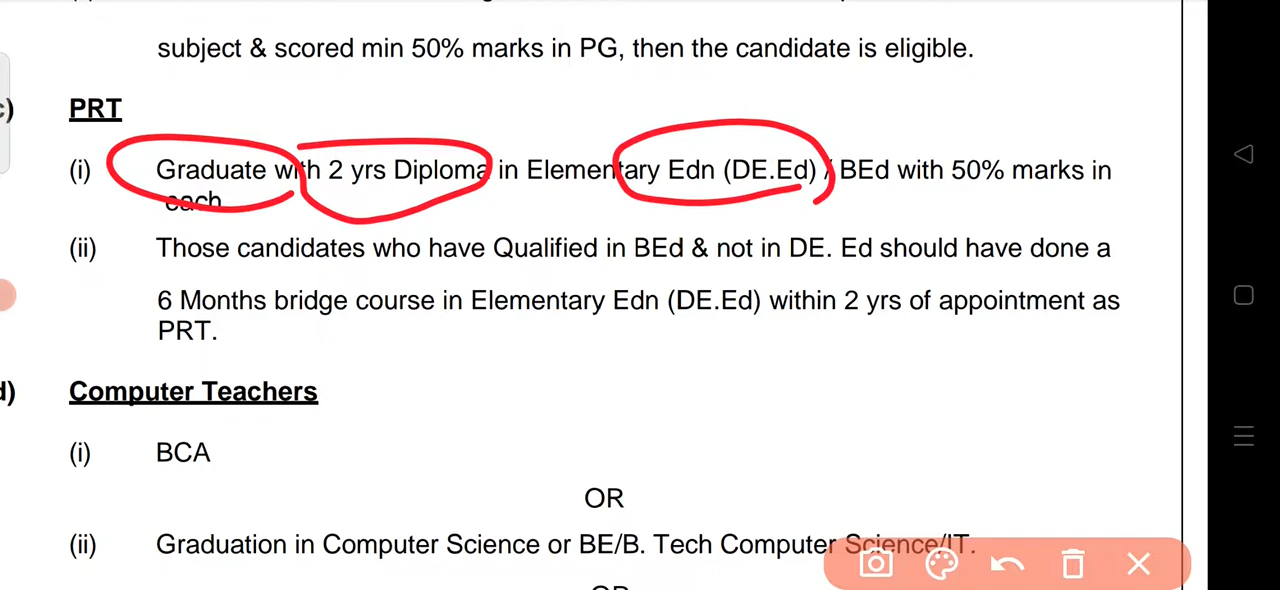 subject & scored min 50% marks in PG, then the candidate is eligible.
c) PRT
(i) Graduate with 2 yrs Diploma in Elementary Edn (DE.Ed) / BEd with 50% marks in
each
(ii) Those candidates who have Qualified in BEd & not in DE. Ed should have done a
6 Months bridge course in Elementary Edn (DE.Ed) within 2 yrs of appointment as
PRT.
d) Computer Teachers
(i) BCA
OR
(ii) Graduation in Computer Science or BE/B. Tech Computer Science/IT.
OR